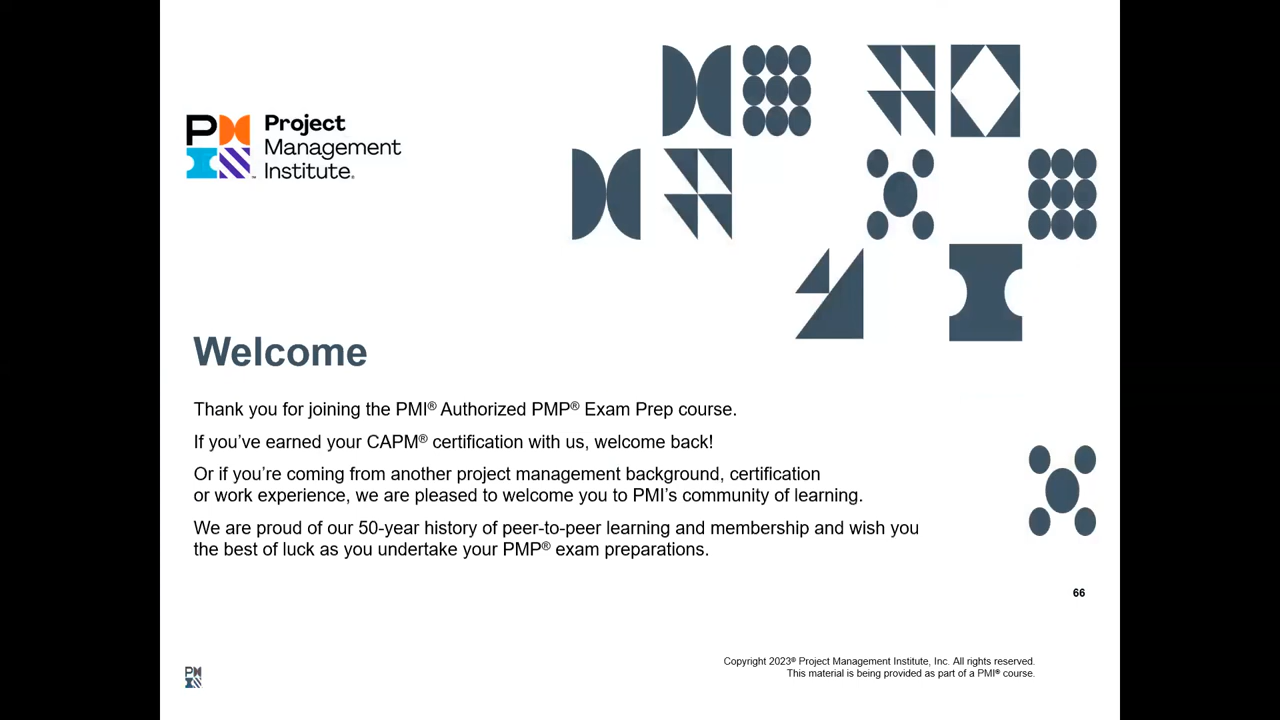 Project
Management
Institute®
Welcome
Thank you for joining the PMI® Authorized PMP® Exam Prep course.
If you’ve earned your CAPM® certification with us, welcome back!
Or if you’re coming from another project management background, certification
or work experience, we are pleased to welcome you to PMI’s community of learning.
We are proud of our 50-year history of peer-to-peer learning and membership and wish you
the best of luck as you undertake your PMP® exam preparations.
66
Copyright 2023® Project Management Institute, Inc. All rights reserved.
This material is being provided as part of a PMI® course.